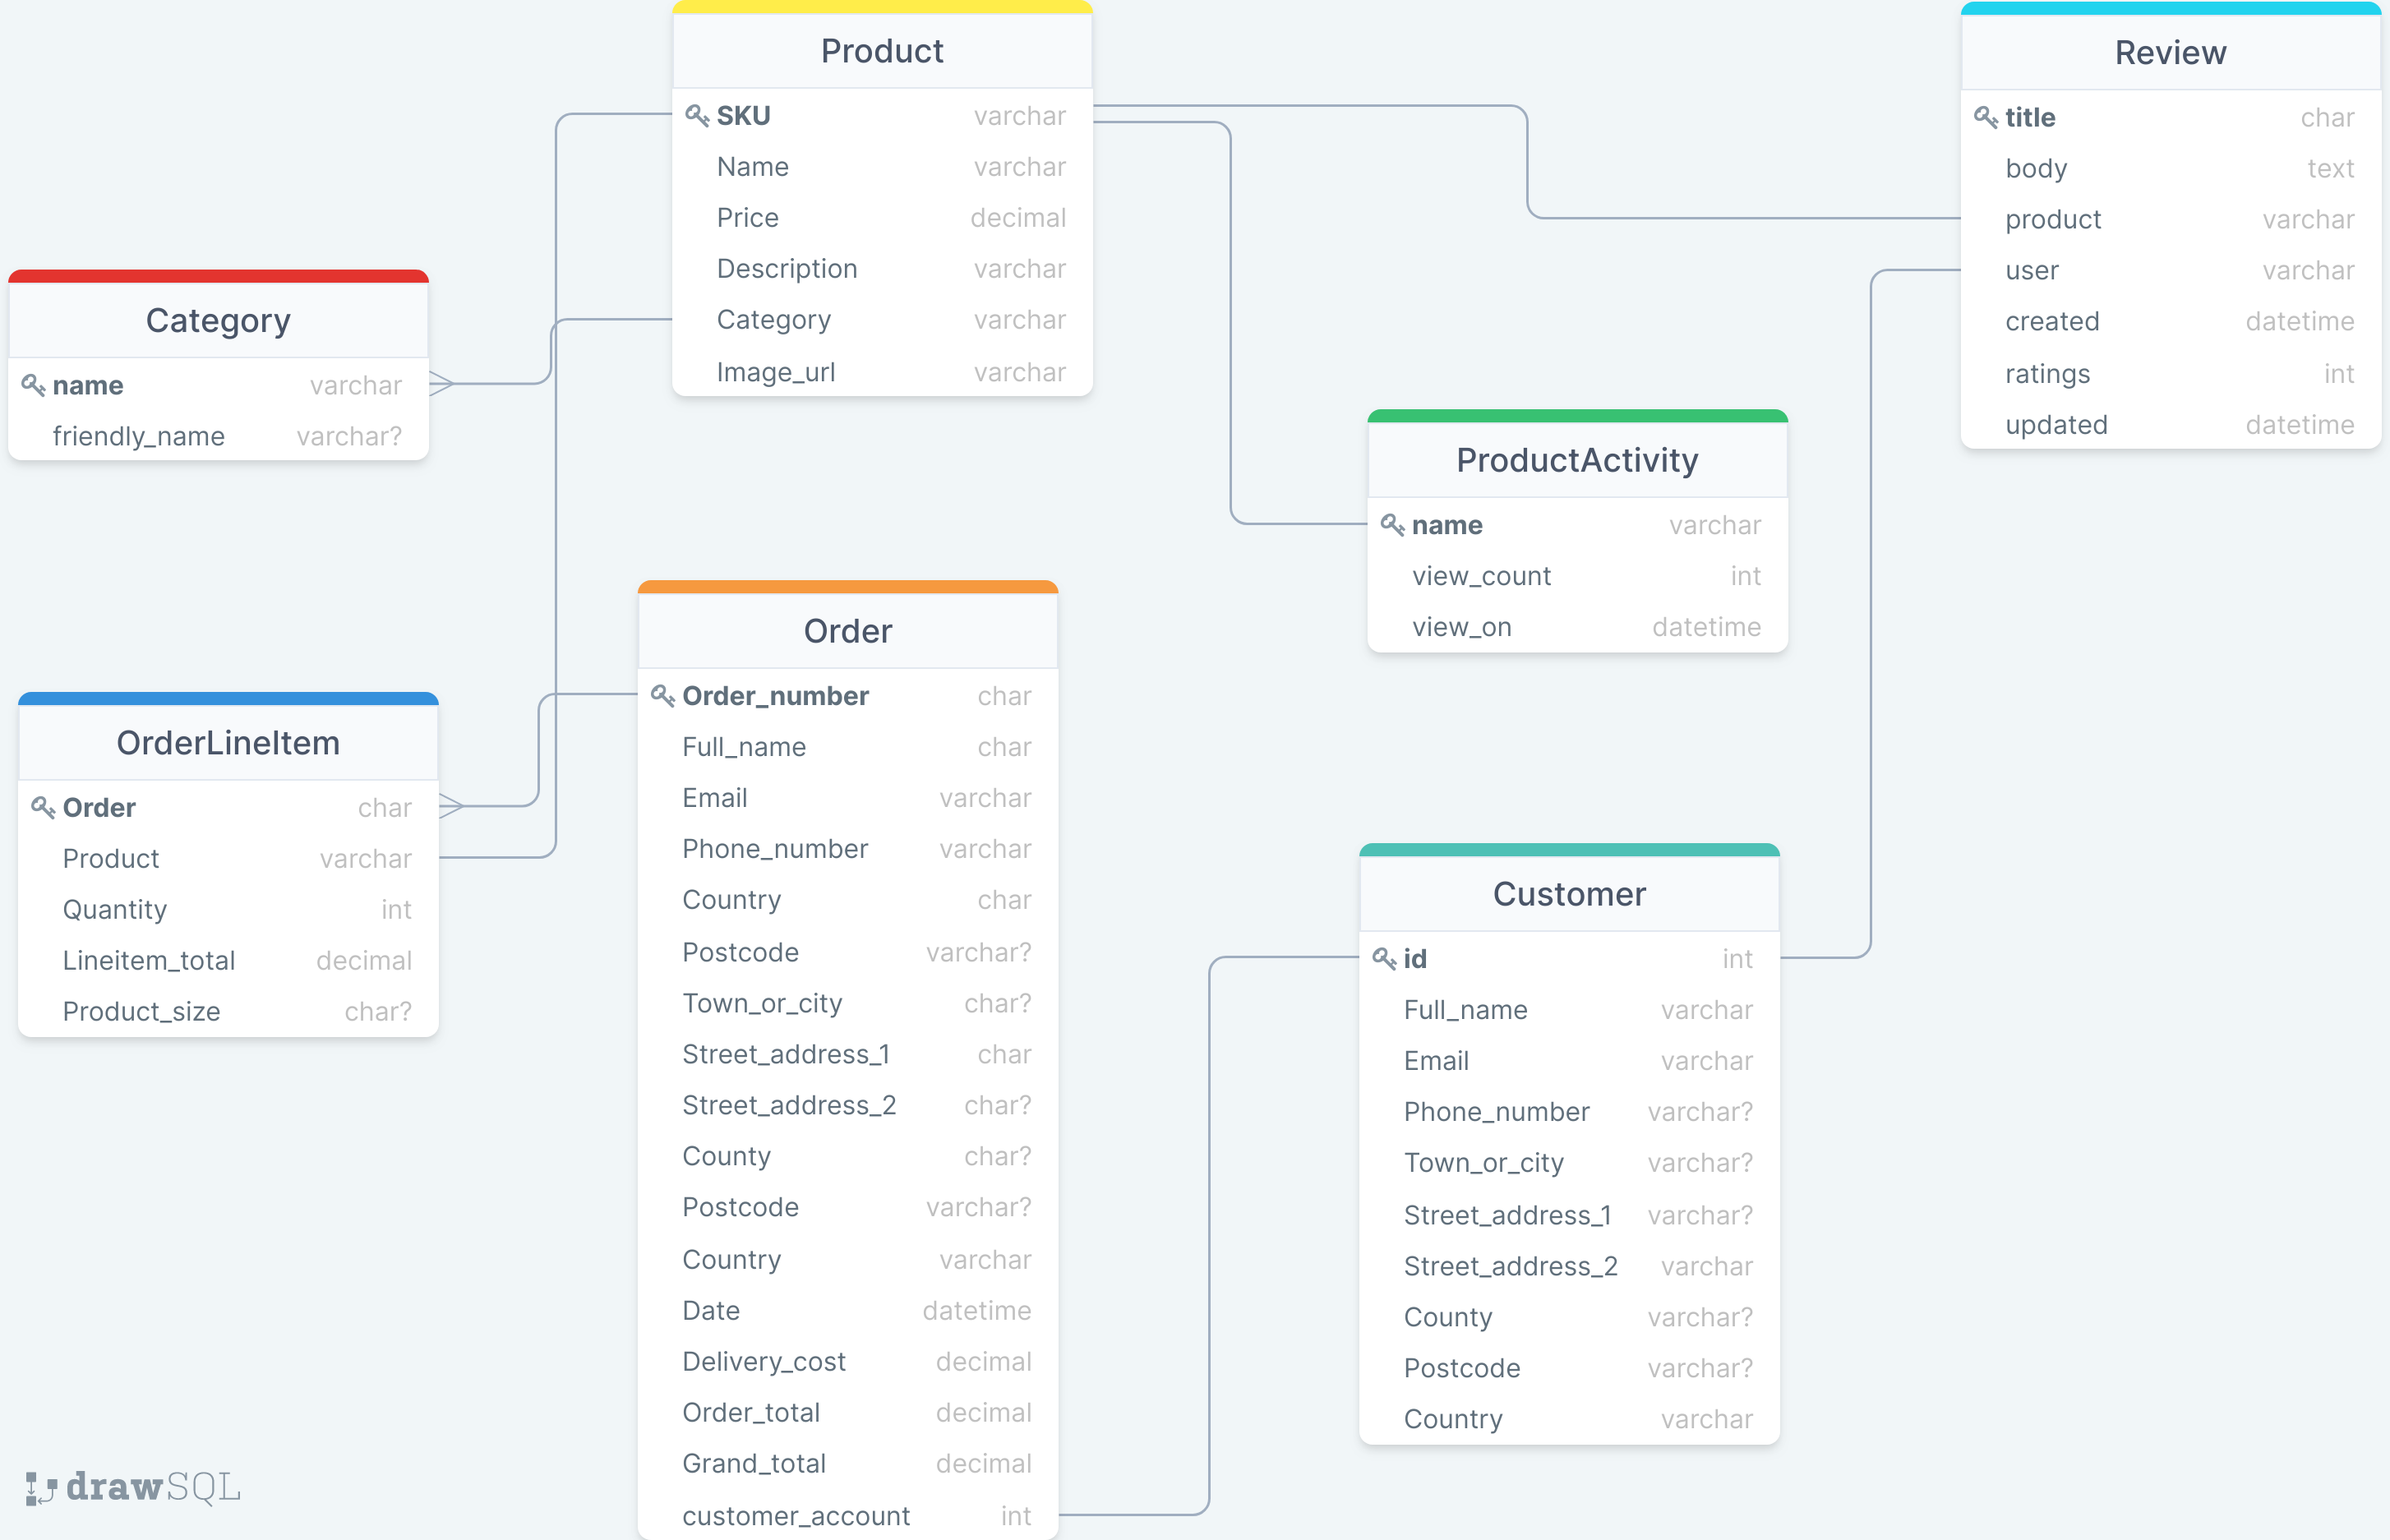 Product
SKU varchar
Name varchar
Price decimal
Description varchar
Category varchar
Image_url varchar
Review
title char
body text
product varchar
user varchar
created datetime
ratings int
updated datetime
Category
name varchar
friendly_name varchar?
ProductActivity
name varchar
view_count int
view_on datetime
Order
Order_number char
Full_name char
Email varchar
Phone_number varchar
Country char
Postcode varchar?
Town_or_city char?
Street_address_1 char
Street_address_2 char?
County char?
Postcode varchar?
Country varchar
Date datetime
Delivery_cost decimal
Order_total decimal
Grand_total decimal
customer_account int
OrderLineItem
Order char
Product varchar
Quantity int
Lineitem_total decimal
Product_size char?
Customer
id int
Full_name varchar
Email varchar
Phone_number varchar?
Town_or_city varchar?
Street_address_1 varchar?
Street_address_2 varchar
County varchar?
Postcode varchar?
Country varchar
drawSQL